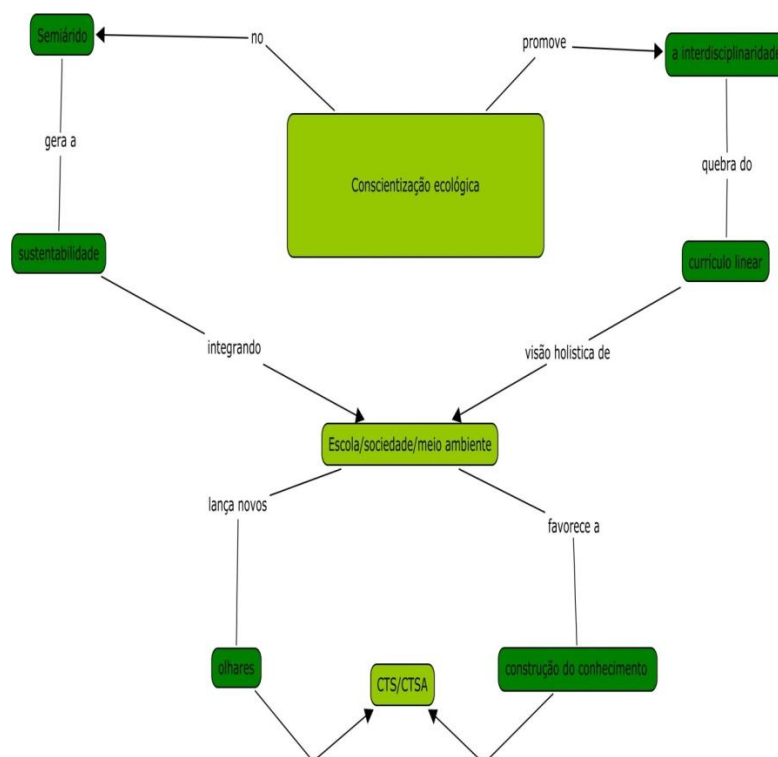 Semiárido
no
promove
a interdisciplinaridade
gera a
quebra do
Conscientização ecológica
sustentabilidade
currículo linear
integrando
visão holistica de
Escola/sociedade/meio ambiente
lança novos
favorece a
olhares
CTS/CTSA
construção do conhecimento